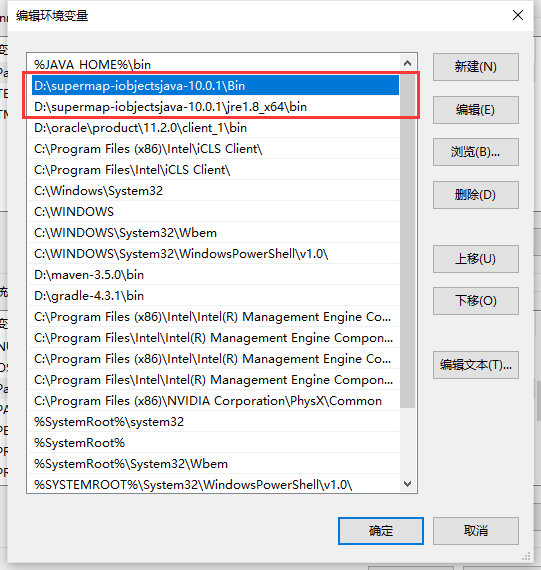 编辑环境变量
%JAVA_HOME%\bin
D:\supermap-iobjectsjava-10.0.1\Bin
D:\supermap-iobjectsjava-10.0.1\jre1.8_x64\bin
D:\oracle\product\11.2.0\client_1\bin
C:\Program Files (x86)\Intel\iCLS Client\
C:\Program Files\Intel\iCLS Client\
C:\Windows\System32
C:\WINDOWS
C:\WINDOWS\System32\Wbem
C:\WINDOWS\System32\WindowsPowerShell\v1.0\
D:\maven-3.5.0\bin
D:\gradle-4.3.1\bin
C:\Program Files (x86)\Intel\Intel(R) Management Engine Co...
C:\Program Files\Intel\Intel(R) Management Engine Compon...
C:\Program Files (x86)\Intel\Intel(R) Management Engine Co...
C:\Program Files\Intel\Intel(R) Management Engine Compon...
C:\Program Files (x86)\NVIDIA Corporation\PhysX\Common
%SystemRoot%\system32
%SystemRoot%
%SystemRoot%\System32\Wbem
%SYSTEMROOT%\System32\WindowsPowerShell\v1.0\
新建(N)
编辑(E)
浏览(B)...
删除(D)
上移(U)
下移(O)
编辑文本(T)...
确定
取消